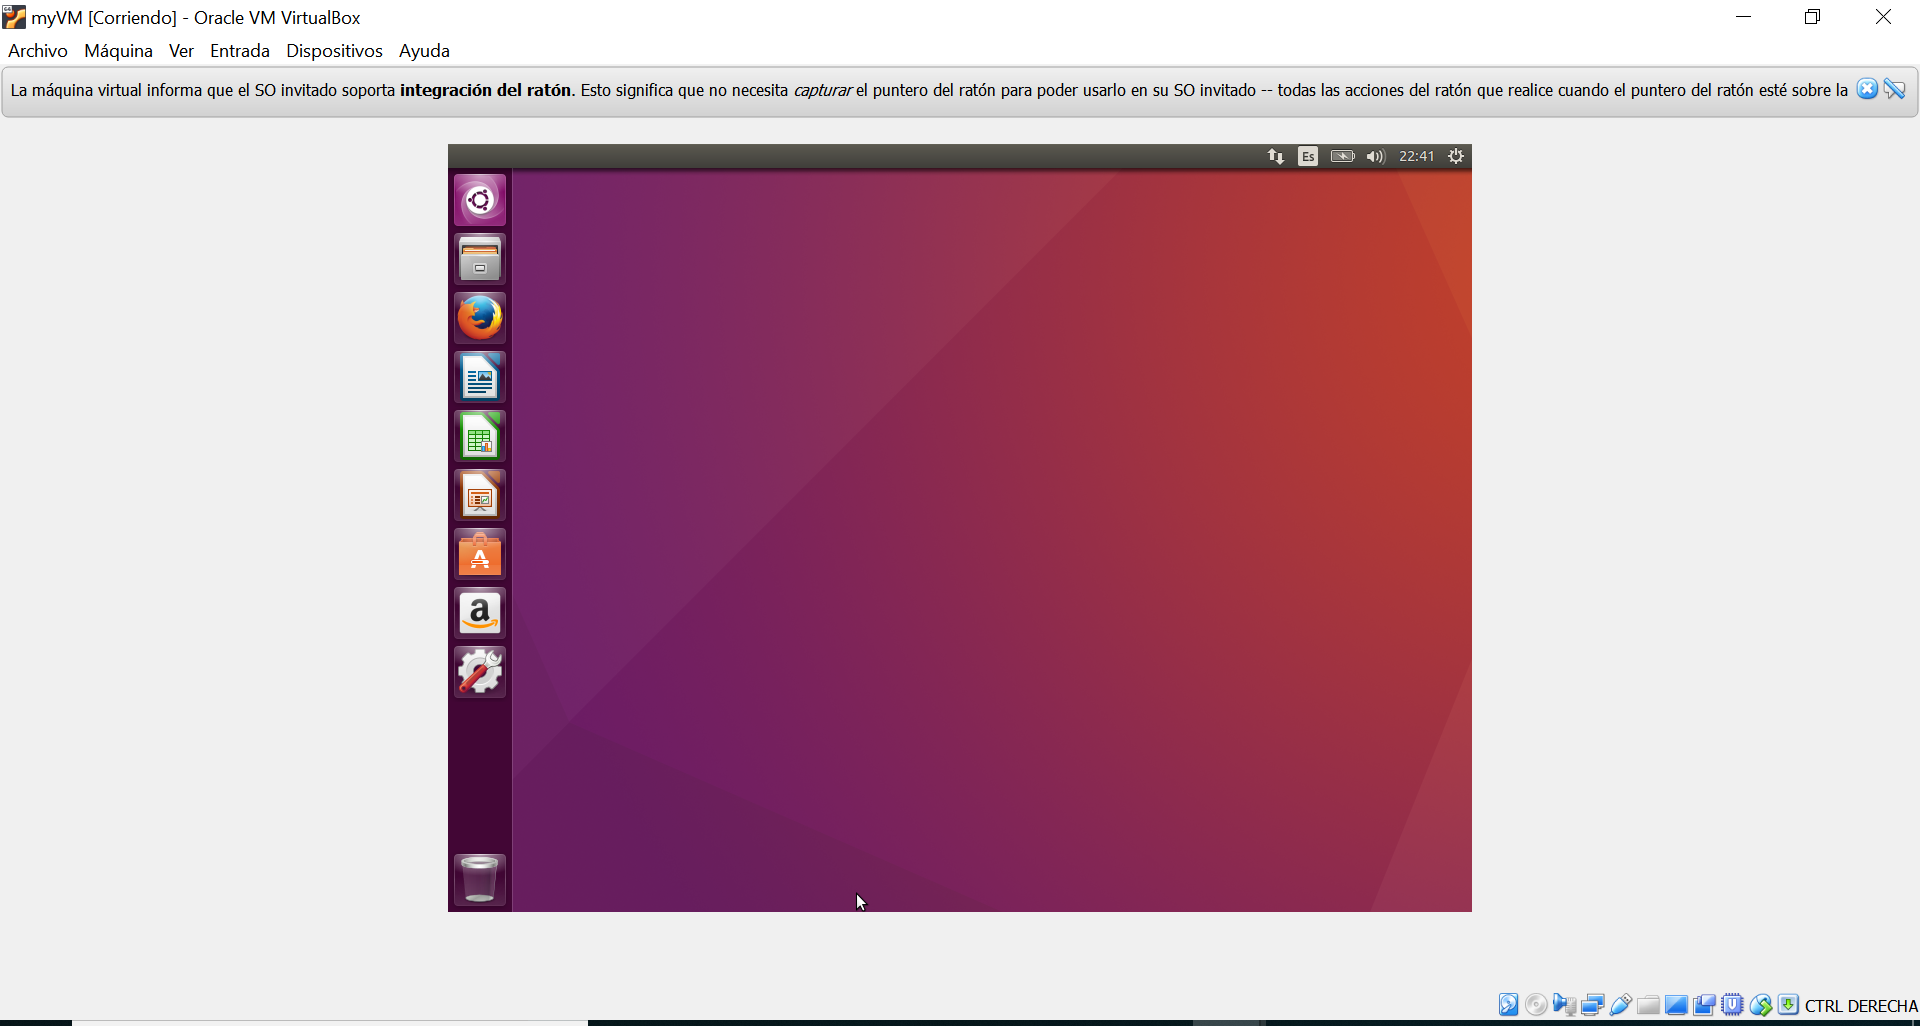 myVM [Corriendo] - Oracle VM VirtualBox
Archivo Máquina Ver Entrada Dispositivos Ayuda
La máquina virtual informa que el SO invitado soporta integración del ratón. Esto significa que no necesita capturar el puntero del ratón para poder usarlo en su SO invitado -- todas las acciones del ratón que realice cuando el puntero del ratón esté sobre la
Es 22:41
CTRL DERECHA